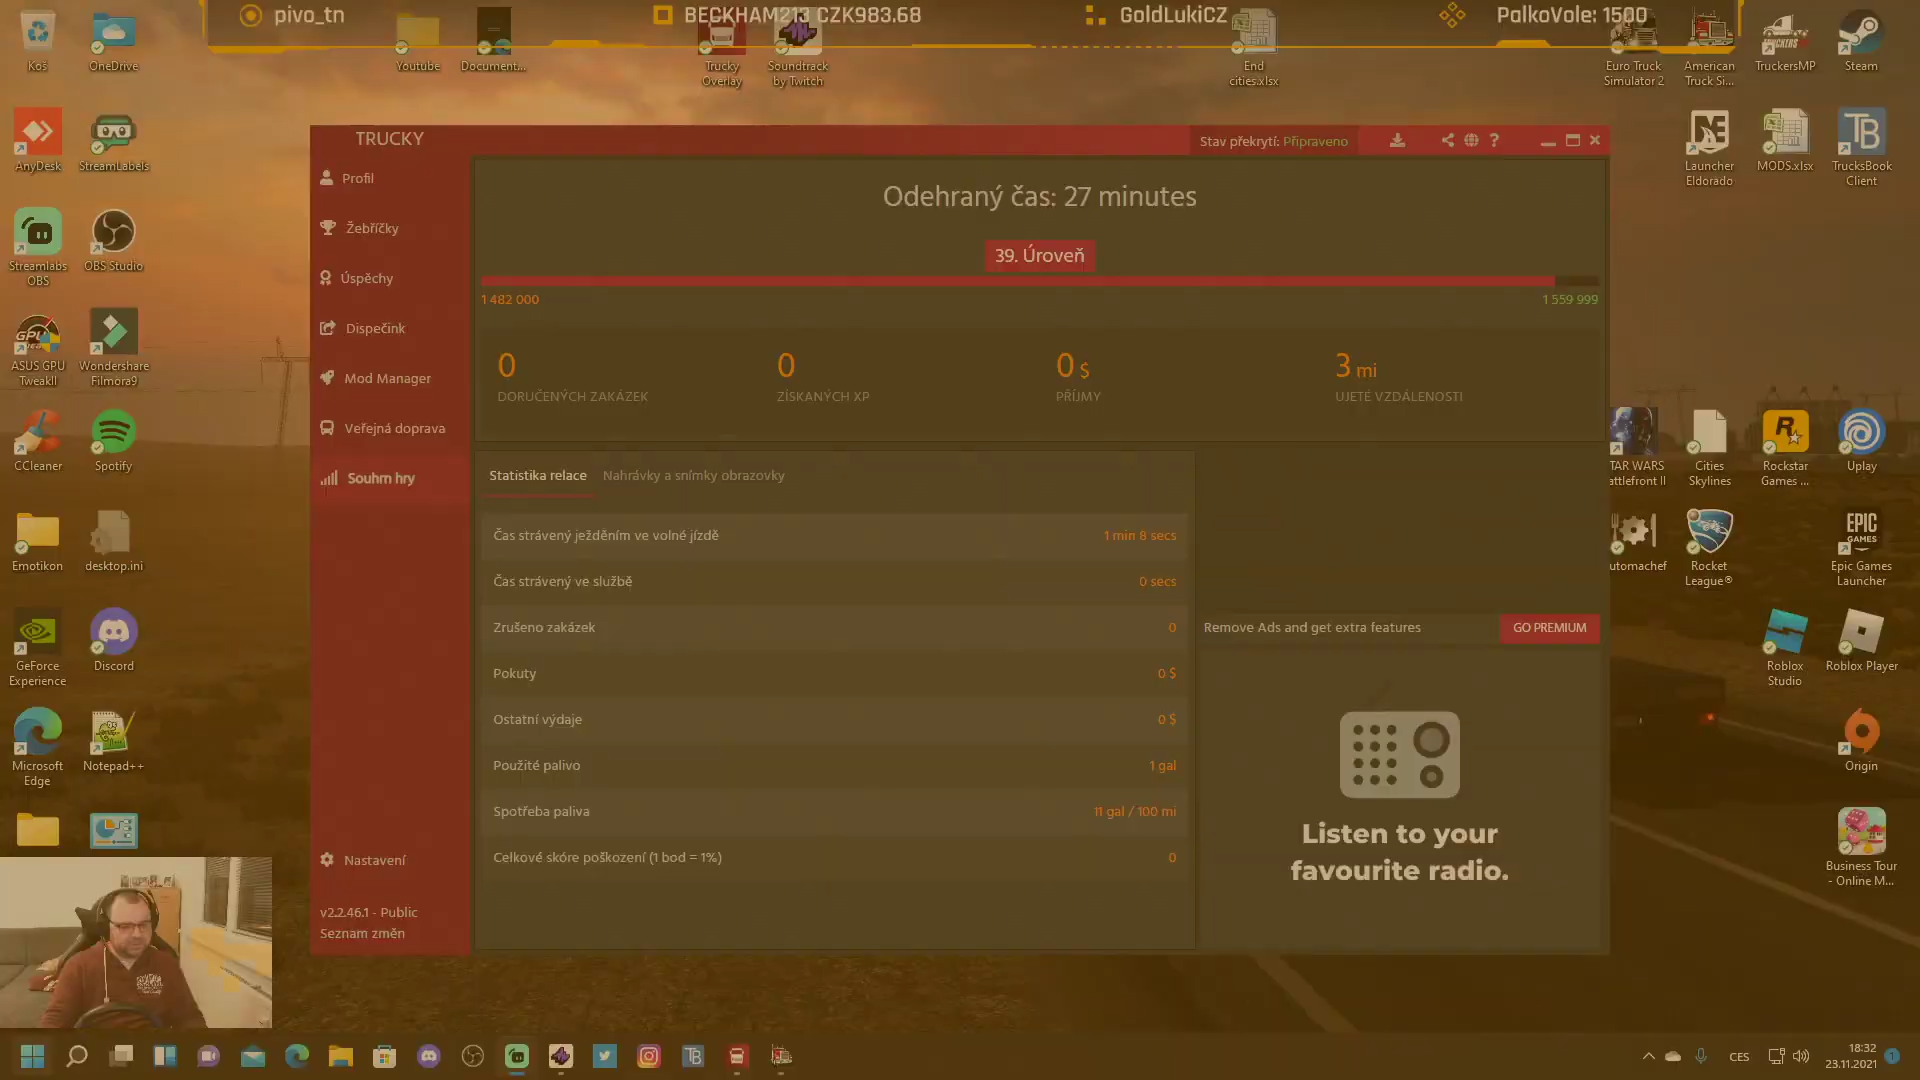 pivo_tn
BECKHAM213 CZK983.68
GoldLukiCZ
PalkoVole: 1500
Koš
OneDrive
Youtube
Document...
Trucky
Overlay
Soundtrack
by Twitch
End
cities.xlsx
Euro Truck
Simulator 2
American
Truck Si...
TruckersMP
Steam
AnyDesk
StreamLabels
Launcher
Eldorado
MODS.xlsx
TrucksBook
Client
Streamlabs
OBS
OBS Studio
ASUS GPU
TweakII
Wondershare
Filmora9
CCleaner
Spotify
TAR WARS
attlefront II
Cities
Skylines
Rockstar
Games ...
Uplay
Emotikon
desktop.ini
utomachef
Rocket
League®
EPIC
GAMES
Epic Games
Launcher
GeForce
Experience
Discord
Roblox
Studio
Roblox Player
Microsoft
Edge
Notepad++
Origin
Business Tour
- Online M...
TRUCKY
Stav překrytí: Připraveno
?
Profil
Žebříčky
Úspěchy
Dispečink
Mod Manager
Veřejná doprava
Souhrn hry
Nastavení
v2.2.46.1 - Public
Seznam změn
Odehraný čas: 27 minutes
39. Úroveň
1 482 000
1 559 999
0
DORUČENÝCH ZAKÁZEK
0
ZÍSKANÝCH XP
0 $
PŘÍJMY
3 mi
UJETÉ VZDÁLENOSTI
Statistika relace
Nahrávky a snímky obrazovky
Čas strávený ježděním ve volné jízdě
1 min 8 secs
Čas strávený ve službě
0 secs
Zrušeno zakázek
0
Pokuty
0 $
Ostatní výdaje
0 $
Použité palivo
1 gal
Spotřeba paliva
11 gal / 100 mi
Celkové skóre poškození (1 bod = 1%)
0
Remove Ads and get extra features
GO PREMIUM
Listen to your
favourite radio.
CES
18:32
23.11.2021
1